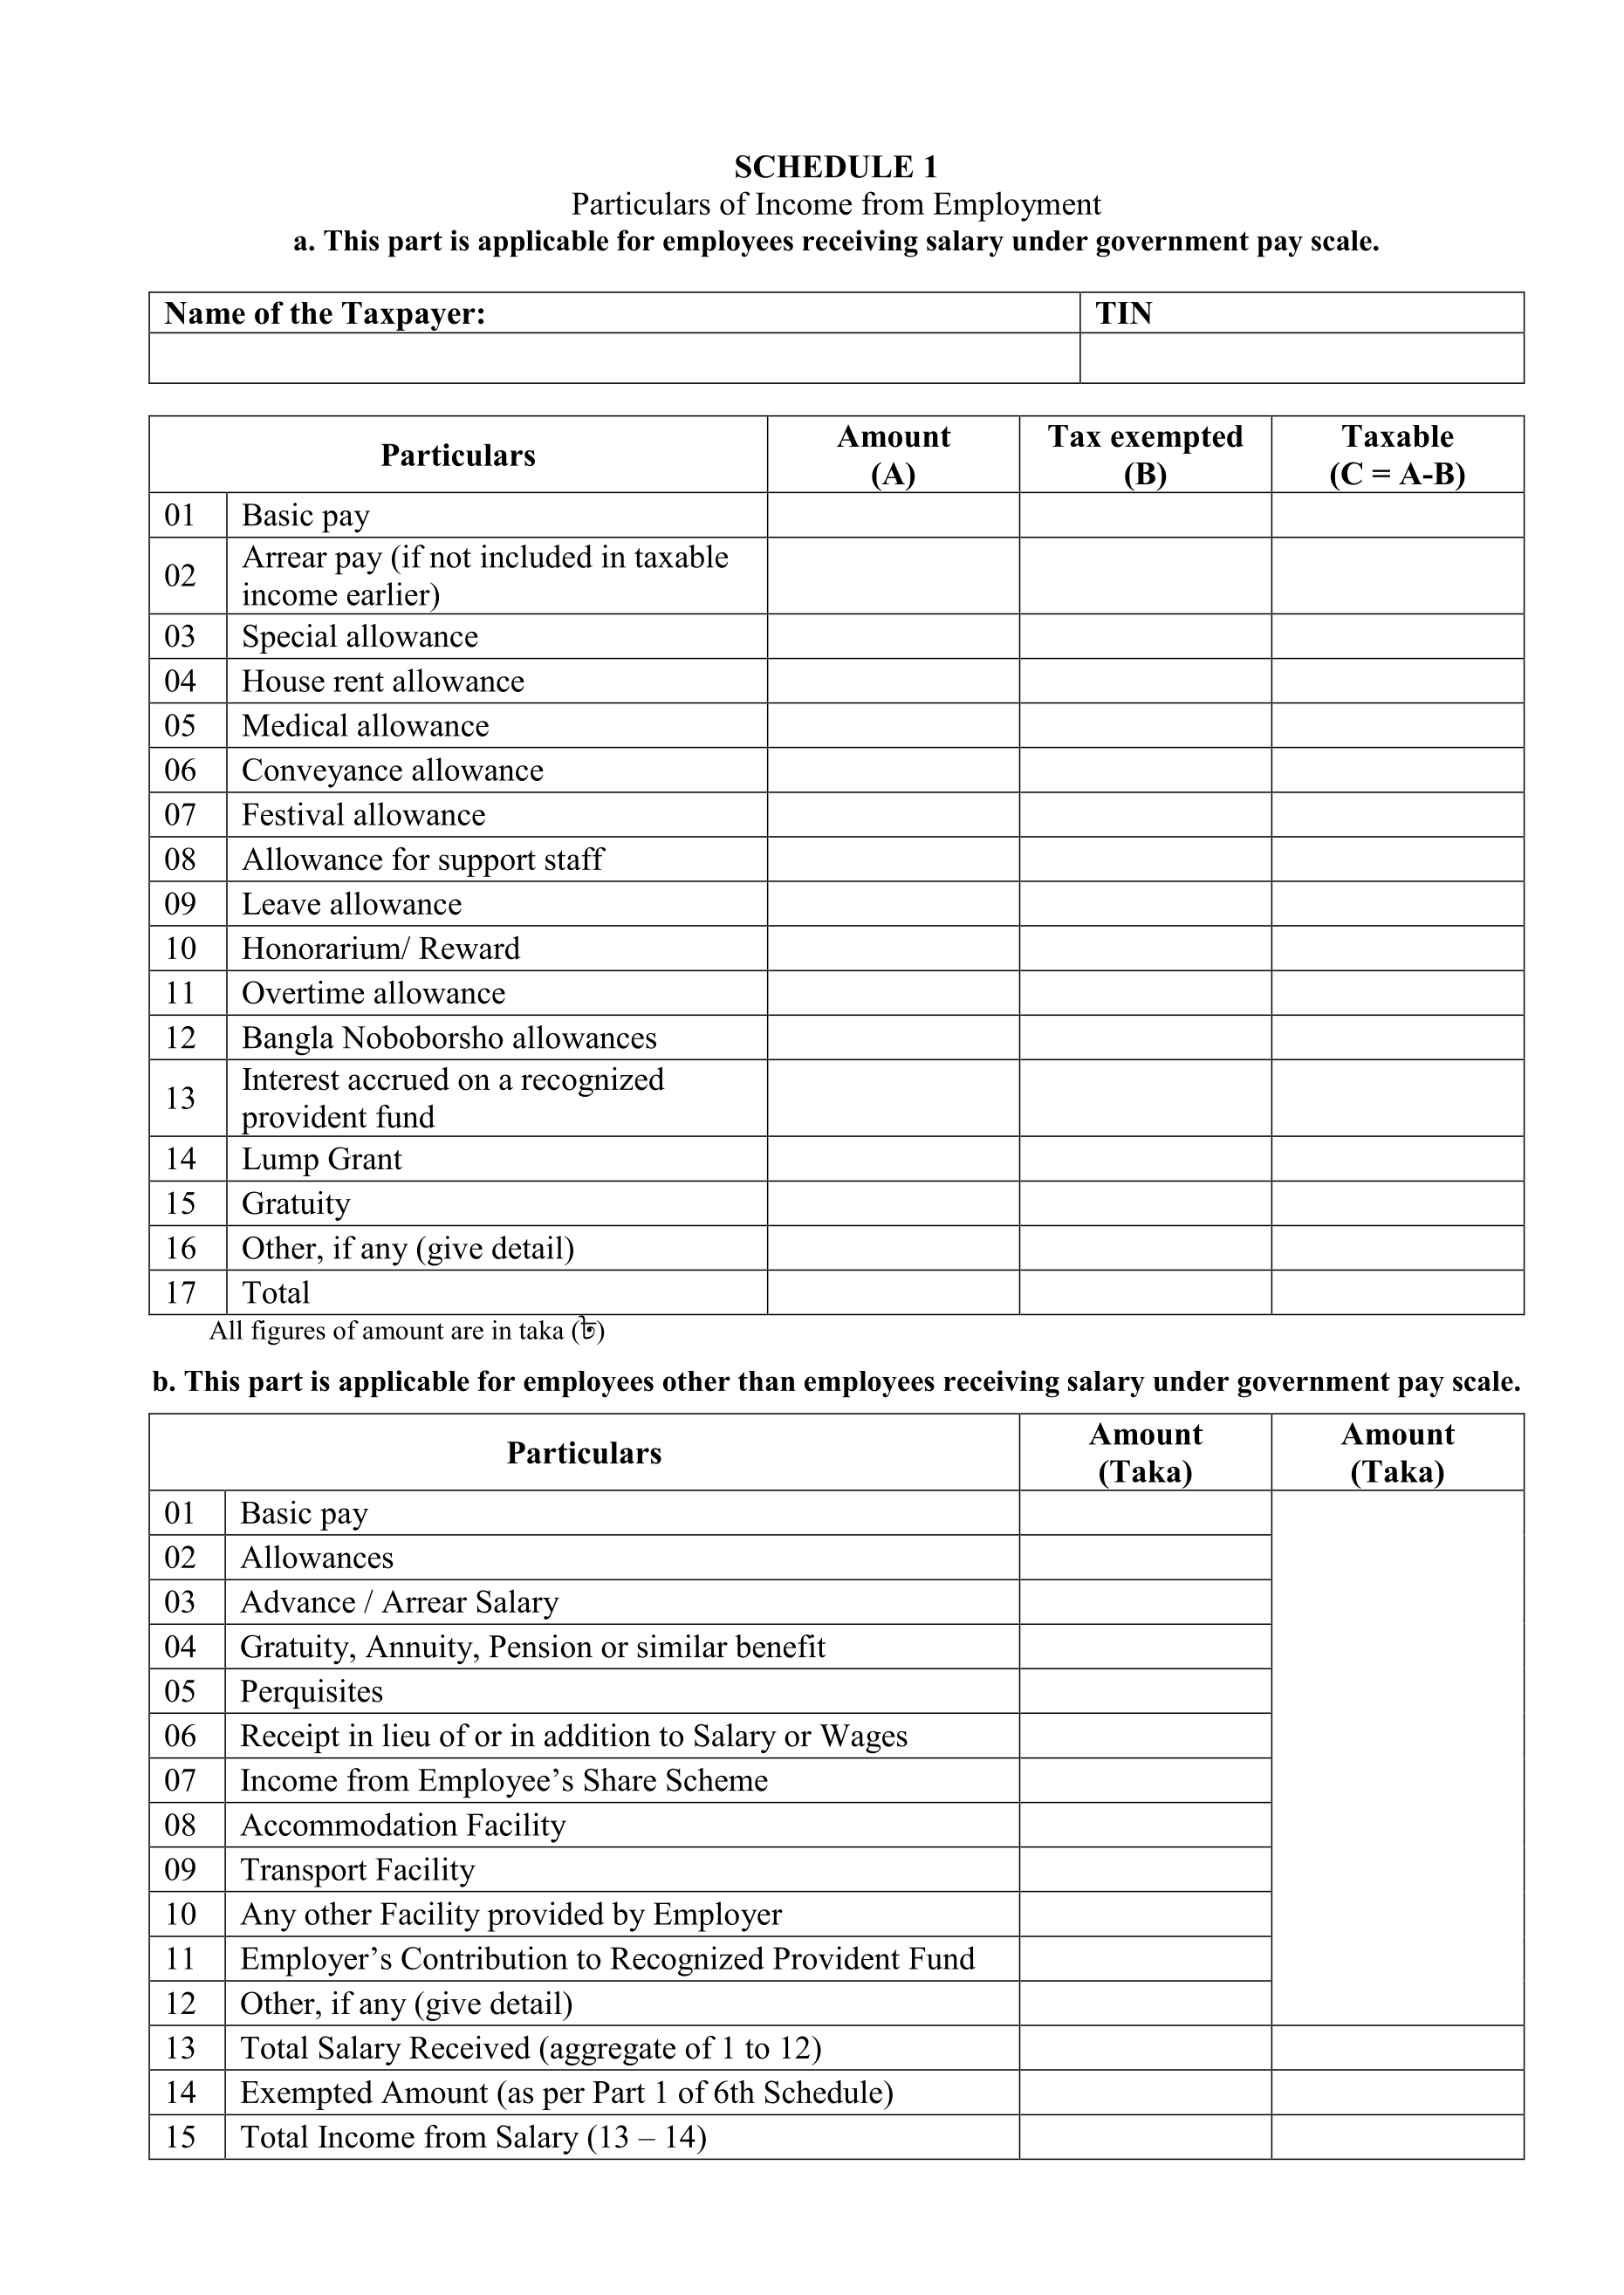 SCHEDULE 1
Particulars of Income from Employment
a. This part is applicable for employees receiving salary under government pay scale.
Name of the Taxpayer: TIN
Particulars Amount (A) Tax exempted (B) Taxable (C = A-B)
01 Basic pay
02 Arrear pay (if not included in taxable
income earlier)
03 Special allowance
04 House rent allowance
05 Medical allowance
06 Conveyance allowance
07 Festival allowance
08 Allowance for support staff
09 Leave allowance
10 Honorarium/ Reward
11 Overtime allowance
12 Bangla Noboborsho allowances
13 Interest accrued on a recognized
provident fund
14 Lump Grant
15 Gratuity
16 Other, if any (give detail)
17 Total
All figures of amount are in taka (৳)
b. This part is applicable for employees other than employees receiving salary under government pay scale.
Particulars Amount (Taka) Amount (Taka)
01 Basic pay
02 Allowances
03 Advance / Arrear Salary
04 Gratuity, Annuity, Pension or similar benefit
05 Perquisites
06 Receipt in lieu of or in addition to Salary or Wages
07 Income from Employee’s Share Scheme
08 Accommodation Facility
09 Transport Facility
10 Any other Facility provided by Employer
11 Employer’s Contribution to Recognized Provident Fund
12 Other, if any (give detail)
13 Total Salary Received (aggregate of 1 to 12)
14 Exempted Amount (as per Part 1 of 6th Schedule)
15 Total Income from Salary (13 – 14)